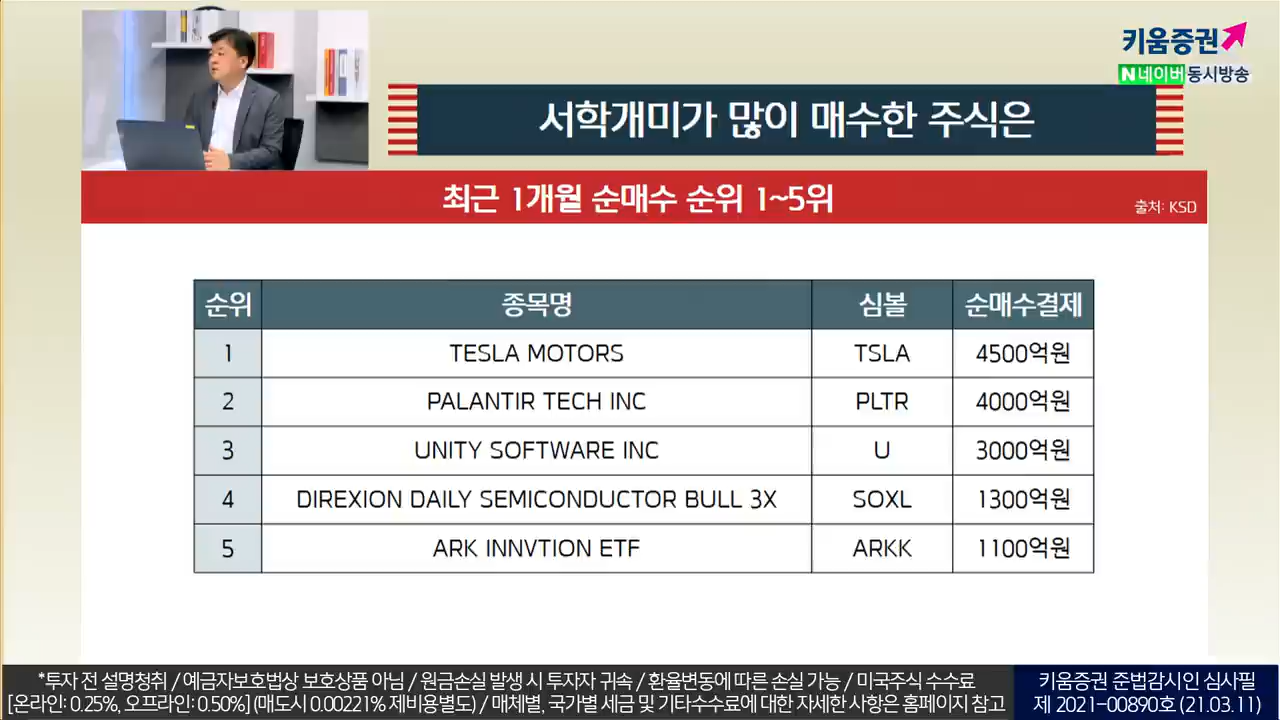 키움증권
N네이버 동시방송
서학개미가 많이 매수한 주식은
최근 1개월 순매수 순위 1~5위
출처: KSD
순위 종목명 심볼 순매수결제
1 TESLA MOTORS TSLA 4500억원
2 PALANTIR TECH INC PLTR 4000억원
3 UNITY SOFTWARE INC U 3000억원
4 DIREXION DAILY SEMICONDUCTOR BULL 3X SOXL 1300억원
5 ARK INNVTION ETF ARKK 1100억원
*투자 전 설명청취 / 예금자보호법상 보호상품 아님 / 원금손실 발생 시 투자자 귀속 / 환율변동에 따른 손실 가능 / 미국주식 수수료
[온라인: 0.25%, 오프라인: 0.50%] (매도시 0.00221% 제비용별도) / 매체별, 국가별 세금 및 기타수수료에 대한 자세한 사항은 홈페이지 참고
키움증권 준법감시인 심사필
제 2021-00890호 (21.03.11)